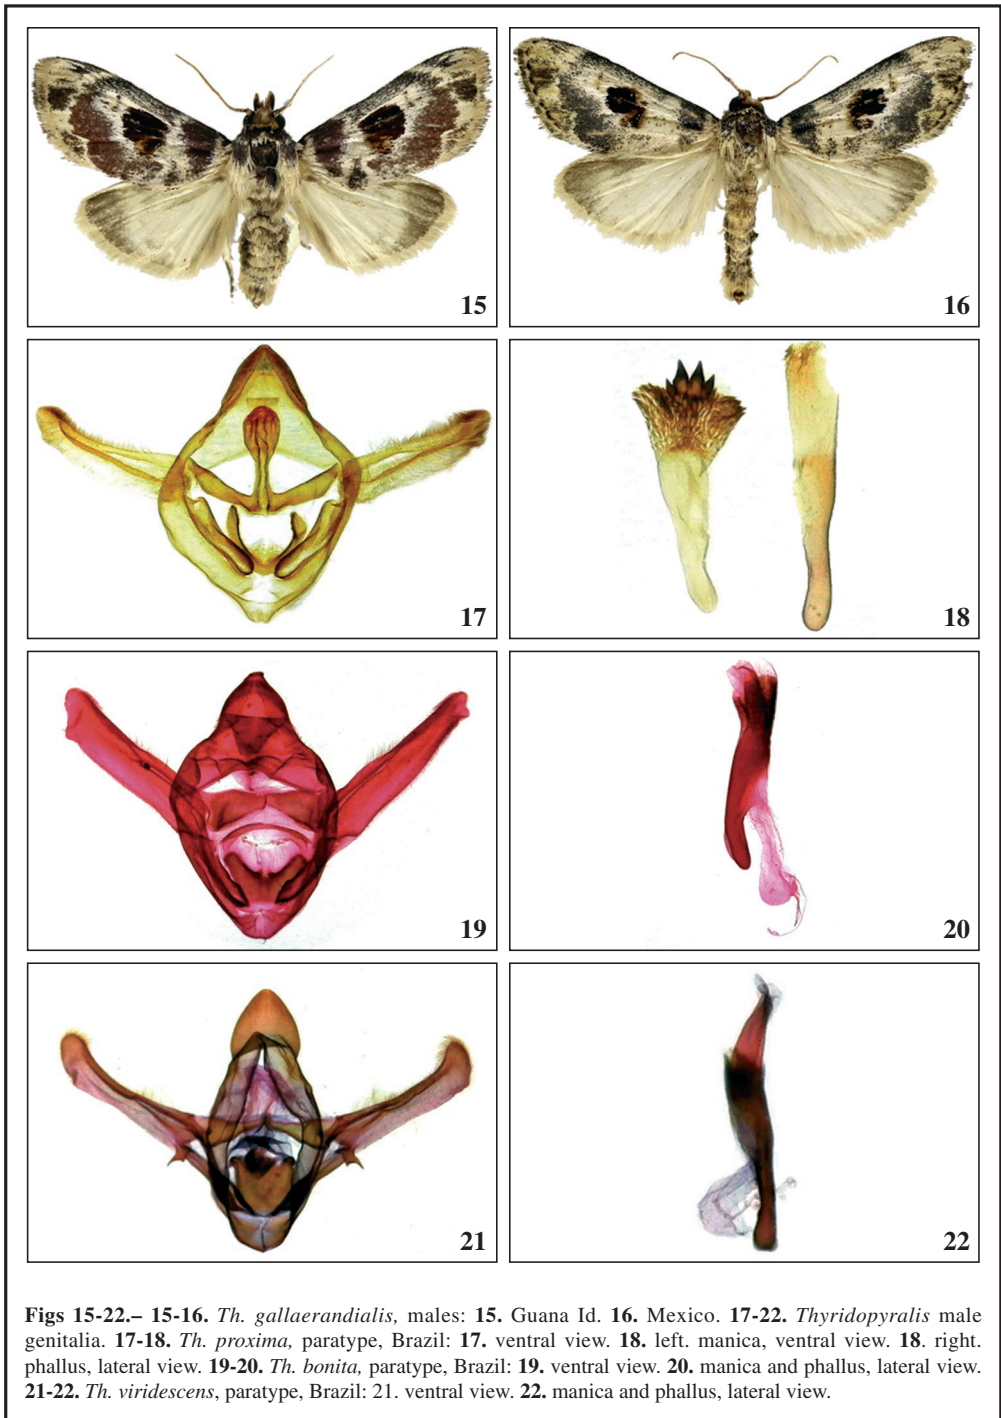 15
16
17
18
19
20
21
22
Figs 15-22.– 15-16. Th. gallaerandialis, males: 15. Guana Id. 16. Mexico. 17-22. Thyridopyralis male
genitalia. 17-18. Th. proxima, paratype, Brazil: 17. ventral view. 18. left. manica, ventral view. 18. right.
phallus, lateral view. 19-20. Th. bonita, paratype, Brazil: 19. ventral view. 20. manica and phallus, lateral view.
21-22. Th. viridescens, paratype, Brazil: 21. ventral view. 22. manica and phallus, lateral view.